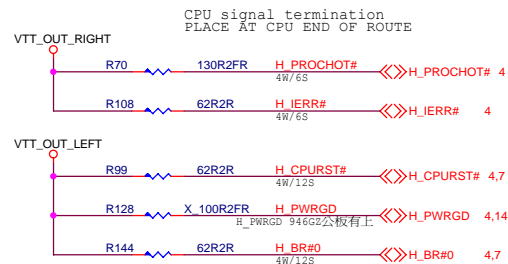 CPU signal termination
PLACE AT CPU END OF ROUTE
VTT_OUT_RIGHT
R70 130R2FR H_PROCHOT# H_PROCHOT# 4
4W/6S
R108 62R2R H_IERR# H_IERR# 4
4W/6S
VTT_OUT_LEFT
R99 62R2R H_CPURST# H_CPURST# 4,7
4W/12S
R128 X_100R2FR H_PWRGD H_PWRGD 4,14
H_PWRGD 946GZ公板有上
R144 62R2R H_BR#0 H_BR#0 4,7
4W/12S